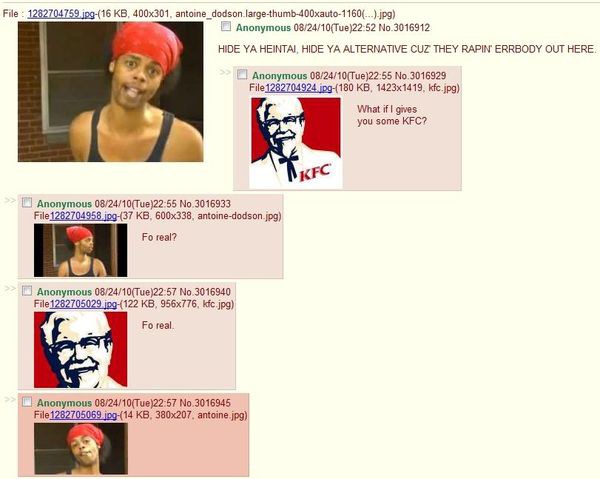 File : 1282704759.jpg-(16 KB, 400x301, antoine_dodson.large-thumb-400xauto-1160(...).jpg)
Anonymous 08/24/10(Tue)22:52 No.3016912
HIDE YA HEINTAI, HIDE YA ALTERNATIVE CUZ' THEY RAPIN' ERRBODY OUT HERE.
>> Anonymous 08/24/10(Tue)22:55 No.3016929
File1282704924.jpg-(180 KB, 1423x1419, kfc.jpg)
What if I gives
you some KFC?
KFC
>> Anonymous 08/24/10(Tue)22:55 No.3016933
File1282704958.jpg-(37 KB, 600x338, antoine-dodson.jpg)
Fo real?
>> Anonymous 08/24/10(Tue)22:57 No.3016940
File1282705029.jpg-(122 KB, 956x776, kfc.jpg)
Fo real.
>> Anonymous 08/24/10(Tue)22:57 No.3016945
File1282705069.jpg-(14 KB, 380x207, antoine.jpg)